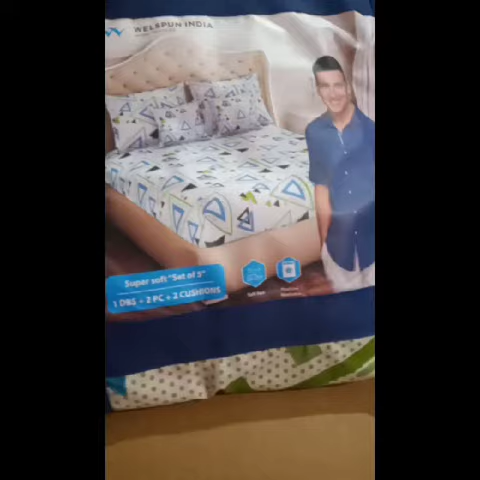 WELSPUN INDIA
Super soft "Set of 5"
1 DBS + 2 PC + 2 CUSHIONS